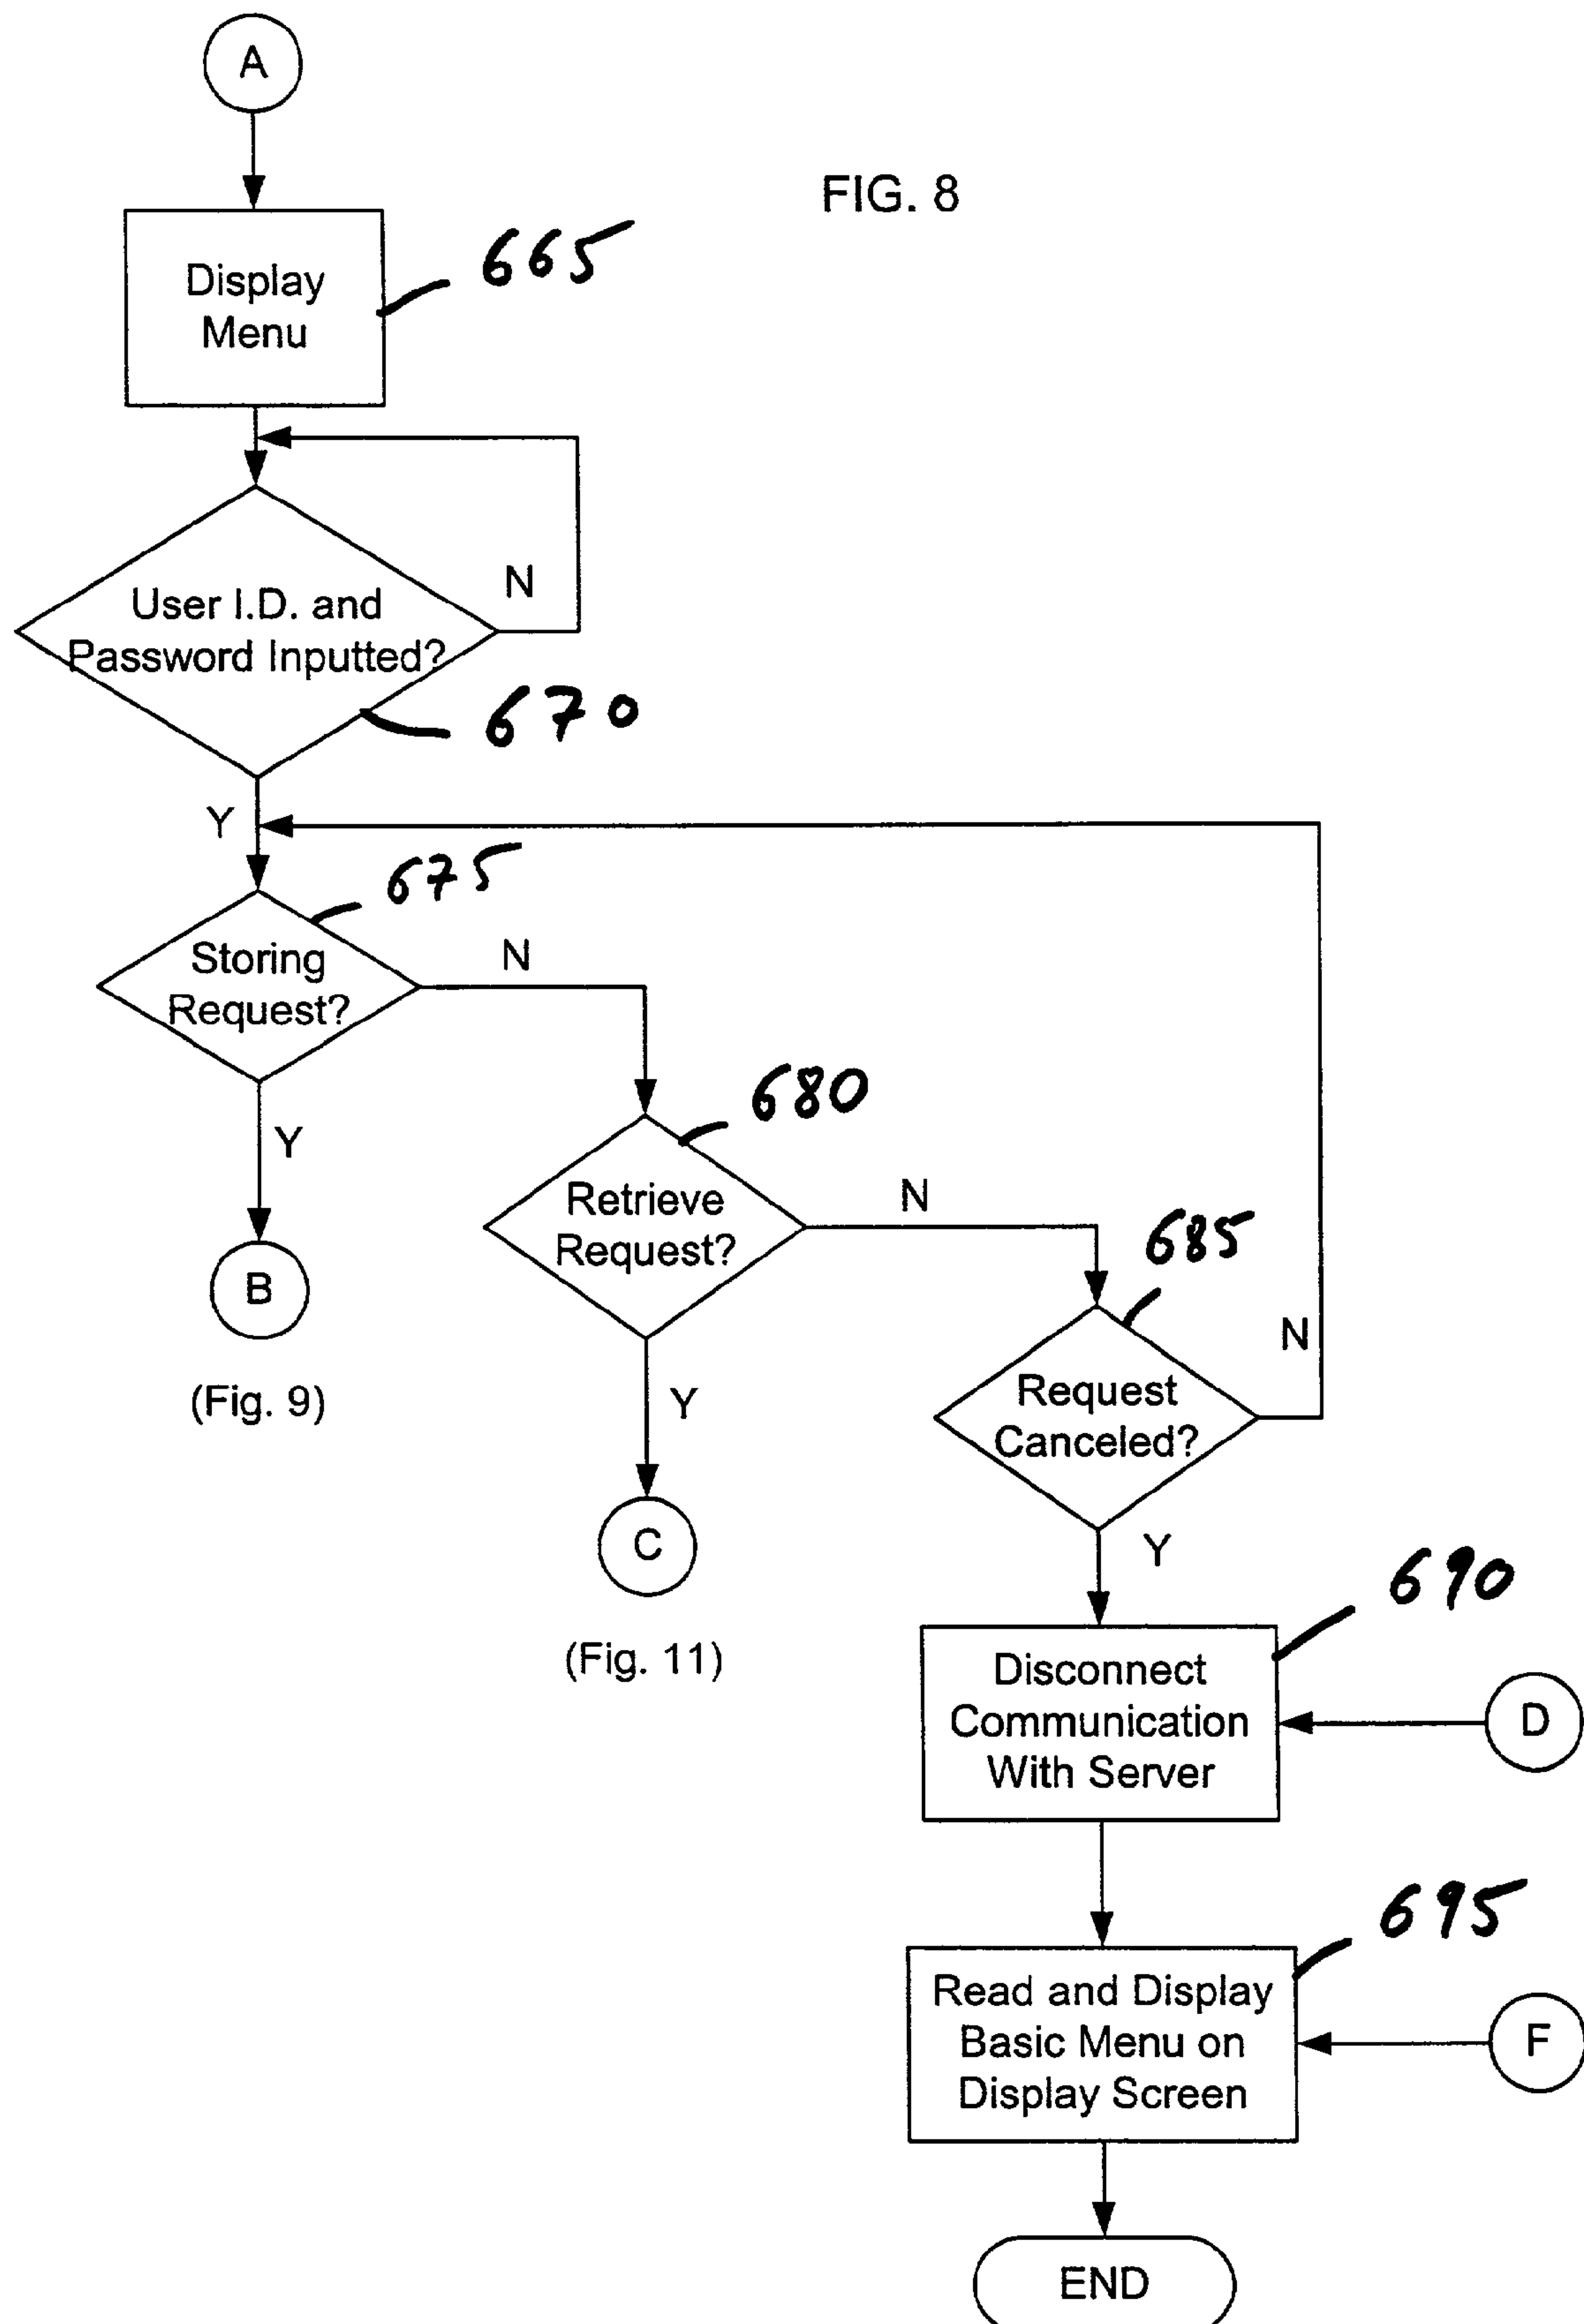 A
FIG. 8
Display
Menu
665
User I.D. and
Password Inputted?
N
670
Y
675
Storing
Request?
N
Y
680
Retrieve
Request?
N
685
B
(Fig. 9)
Y
Request
Canceled?
N
C
(Fig. 11)
Y
690
Disconnect
Communication
With Server
D
695
Read and Display
Basic Menu on
Display Screen
F
END